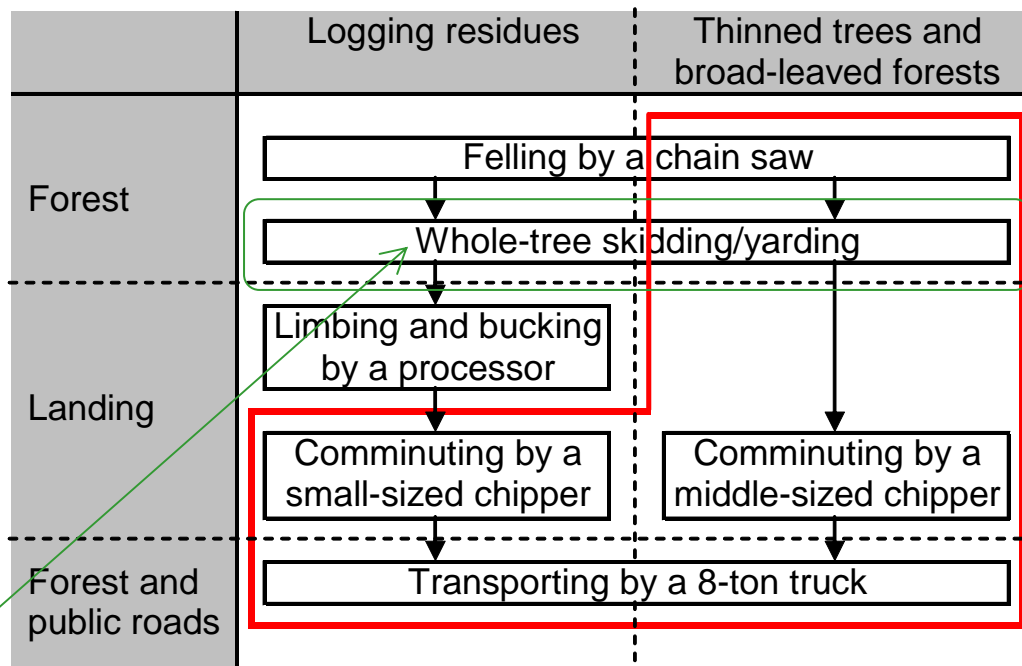 Logging residues
Thinned trees and
broad-leaved forests
Forest
Felling by a chain saw
Whole-tree skidding/yarding
Landing
Limbing and bucking
by a processor
Comminuting by a
small-sized chipper
Comminuting by a
middle-sized chipper
Forest and
public roads
Transporting by a 8-ton truck